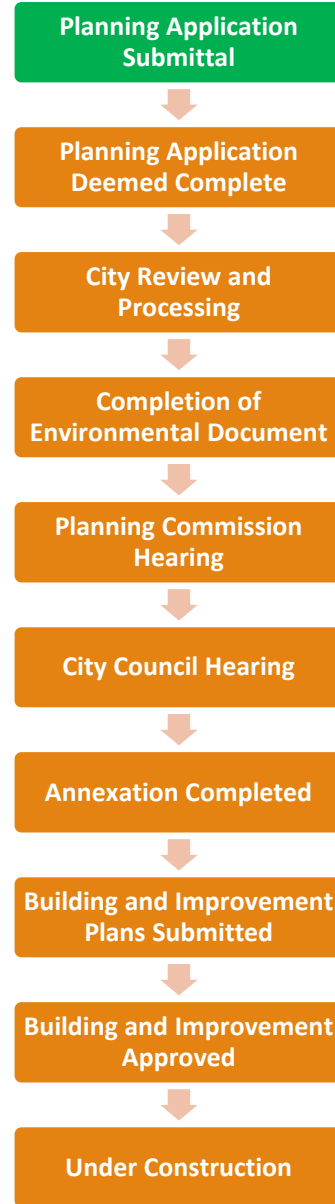 Planning Application
Submittal
Planning Application
Deemed Complete
City Review and
Processing
Completion of
Environmental Document
Planning Commission
Hearing
City Council Hearing
Annexation Completed
Building and Improvement
Plans Submitted
Building and Improvement
Approved
Under Construction